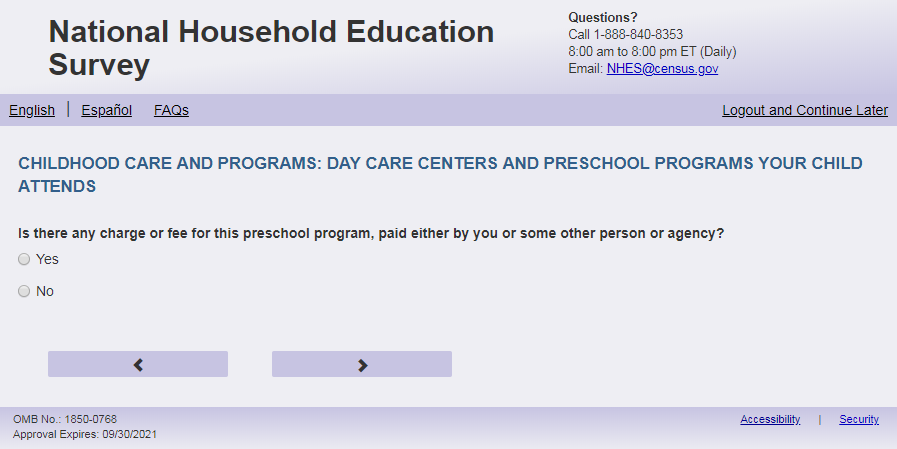 National Household Education
Survey
Questions?
Call 1-888-840-8353
8:00 am to 8:00 pm ET (Daily)
Email: NHES@census.gov
English | Español FAQs Logout and Continue Later
CHILDHOOD CARE AND PROGRAMS: DAY CARE CENTERS AND PRESCHOOL PROGRAMS YOUR CHILD
ATTENDS
Is there any charge or fee for this preschool program, paid either by you or some other person or agency?
Yes
No
OMB No.: 1850-0768
Approval Expires: 09/30/2021
Accessibility | Security